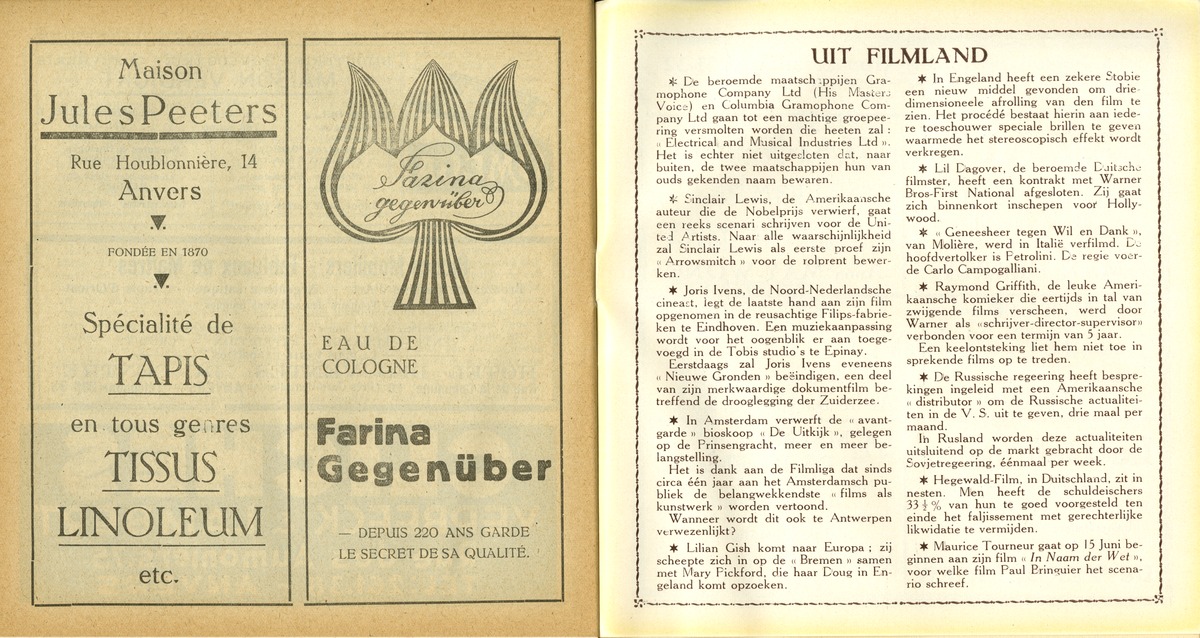 Maison
Jules Peeters
Rue Houblonnière, 14
Anvers
FONDÉE EN 1870
Spécialité de
TAPIS
en tous genres
TISSUS
LINOLEUM
etc.
Farina
gegenüber
EAU DE
COLOGNE
Farina
Gegenüber
— DEPUIS 220 ANS GARDE
LE SECRET DE SA QUALITÉ.
UIT FILMLAND
✶ De beroemde maatschappijen Gra-
mophone Company Ltd (His Masters
Voice) en Columbia Gramophone Com-
pany Ltd gaan tot een machtige groepee-
ring versmolten worden die heeten zal :
« Electrical and Musical Industries Ltd ».
Het is echter niet uitgesloten dat, naar
buiten, de twee maatschappijen hun van
ouds gekenden naam bewaren.
✶ Sinclair Lewis, de Amerikaansche
auteur die de Nobelprijs verwierf, gaat
een reeks scenari schrijven voor de Uni-
ted Artists. Naar alle waarschijnlijkheid
zal Sinclair Lewis als eerste proef zijn
« Arrowsmitch » voor de rolprent bewer-
ken.
✶ Joris Ivens, de Noord-Nederlandsche
cineast, legt de laatste hand aan zijn film
opgenomen in de reusachtige Filips-fabrie-
ken te Eindhoven. Een muziekaanpassing
wordt voor het oogenblik er aan toege-
voegd in de Tobis studio's te Epinay.
Eerstdaags zal Joris Ivens eveneens
« Nieuwe Gronden » beëindigen, een deel
van zijn merkwaardige dokumentfilm be-
treffend de drooglegging der Zuiderzee.
✶ In Amsterdam verwerft de « avant-
garde » bioskoop « De Uitkijk », gelegen
op de Prinsengracht, meer en meer be-
langstelling.
Het is dank aan de Filmliga dat sinds
circa één jaar aan het Amsterdamsch pu-
bliek de belangwekkendste « films als
kunstwerk » worden vertoond.
Wanneer wordt dit ook te Antwerpen
verwezenlijkt?
✶ Lilian Gish komt naar Europa ; zij
scheepte zich in op de « Bremen » samen
met Mary Pickford, die haar Doug in En-
geland komt opzoeken.
✶ In Engeland heeft een zekere Stobie
een nieuw middel gevonden om drie-
dimensioneele afrolling van den film te
zien. Het procédé bestaat hierin aan iede-
re toeschouwer speciale brillen te geven
waarmede het stereoscopisch effekt wordt
verkregen.
✶ Lil Dagover, de beroemde Duitsche
filmster, heeft een kontrakt met Warner
Bros-First National afgesloten. Zij gaat
zich binnenkort inschepen voor Holly-
wood.
✶ « Geneesheer tegen Wil en Dank »,
van Molière, werd in Italië verfilmd. De
hoofdvertolker is Petrolini. De regie voer-
de Carlo Campogalliani.
✶ Raymond Griffith, de leuke Ameri-
kaansche komieker die eertijds in tal van
zwijgende films verscheen, werd door
Warner als «schrijver-director-supervisor»
verbonden voor een termijn van 5 jaar.
Een keelontsteking liet hem niet toe in
sprekende films op te treden.
✶ De Russische regeering heeft bespre-
kingen ingeleid met een Amerikaansche
« distributor » om de Russische actualitei-
ten in de V. S. uit te geven, drie maal per
maand.
In Rusland worden deze actualiteiten
uitsluitend op de markt gebracht door de
Sovjetregeering, éénmaal per week.
✶ Hegewald-Film, in Duitschland, zit in
nesten. Men heeft de schuldeischers
33 ½ % van hun te goed voorgesteld ten
einde het faljissement met gerechterlijke
likwidatie te vermijden.
✶ Maurice Tourneur gaat op 15 Juni be-
ginnen aan zijn film « In Naam der Wet »,
voor welke film Paul Bringuier het scena-
rio schreef.